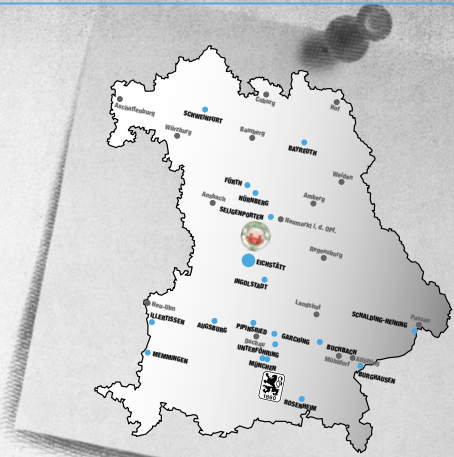 Coburg
Hof
Aschaffenburg
SCHWEINFURT
Würzburg
Bamberg
BAYREUTH
Weiden
FÜRTH
Ansbach
NÜRNBERG
Amberg
SELIGENPORTEN
Neumarkt i. d. OPf.
Regensburg
EICHSTÄTT
INGOLSTADT
Neu-Ulm
Landshut
ILLERTISSEN
AUGSBURG
PIPINSRIED
SCHALDING-HEINING
Passau
Dachau
GARCHING
UNTERFÖHRING
BUCHBACH
MEMMINGEN
MÜNCHEN
Mühldorf
Altötting
BURGHAUSEN
1860
ROSENHEIM